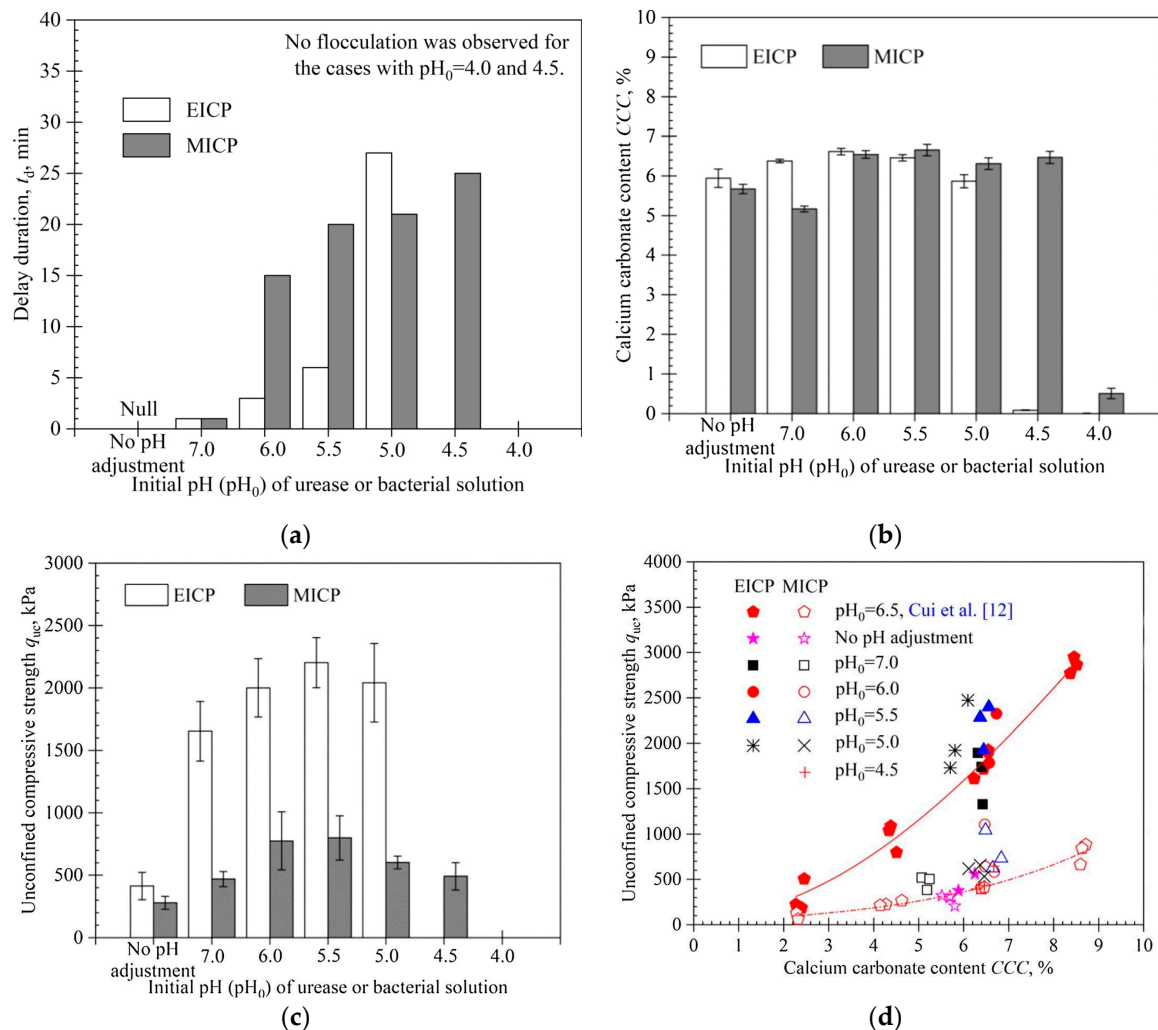 No flocculation was observed for
the cases with pH₀=4.0 and 4.5.
EICP
MICP
Null
40
35
30
25
20
15
10
5
0
Delay duration, t_d, min
No pH
adjustment
7.0 6.0 5.5 5.0 4.5 4.0
Initial pH (pH₀) of urease or bacterial solution
(a)
EICP MICP
10
9
8
7
6
5
4
3
2
1
0
Calcium carbonate content CCC, %
No pH
adjustment
7.0 6.0 5.5 5.0 4.5 4.0
Initial pH (pH₀) of urease or bacterial solution
(b)
EICP MICP
3000
2500
2000
1500
1000
500
0
Unconfined compressive strength q_uc, kPa
No pH
adjustment
7.0 6.0 5.5 5.0 4.5 4.0
Initial pH (pH₀) of urease or bacterial solution
(c)
EICP MICP
pH₀=6.5, Cui et al. [12]
No pH adjustment
pH₀=7.0
pH₀=6.0
pH₀=5.5
pH₀=5.0
pH₀=4.5
4000
3500
3000
2500
2000
1500
1000
500
0
Unconfined compressive strength q_uc, kPa
0 1 2 3 4 5 6 7 8 9 10
Calcium carbonate content CCC, %
(d)